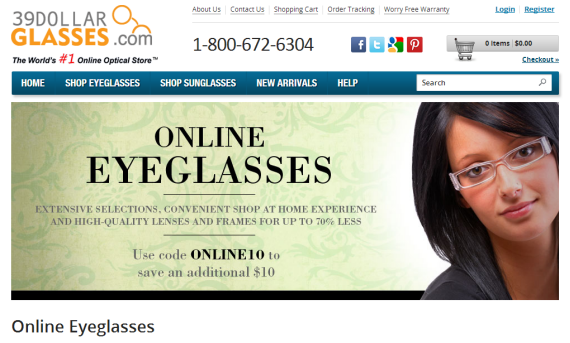 About Us | Contact Us | Shopping Cart | Order Tracking | Worry Free Warranty
Login | Register
39DOLLAR
GLASSES.com
The World's #1 Online Optical Store™
1-800-672-6304
0 Items | $0.00
Checkout »
HOME SHOP EYEGLASSES SHOP SUNGLASSES NEW ARRIVALS HELP
Search
ONLINE
EYEGLASSES
EXTENSIVE SELECTIONS, CONVENIENT SHOP AT HOME EXPERIENCE
AND HIGH-QUALITY LENSES AND FRAMES FOR UP TO 70% LESS
Use code ONLINE10 to
save an additional $10
Online Eyeglasses